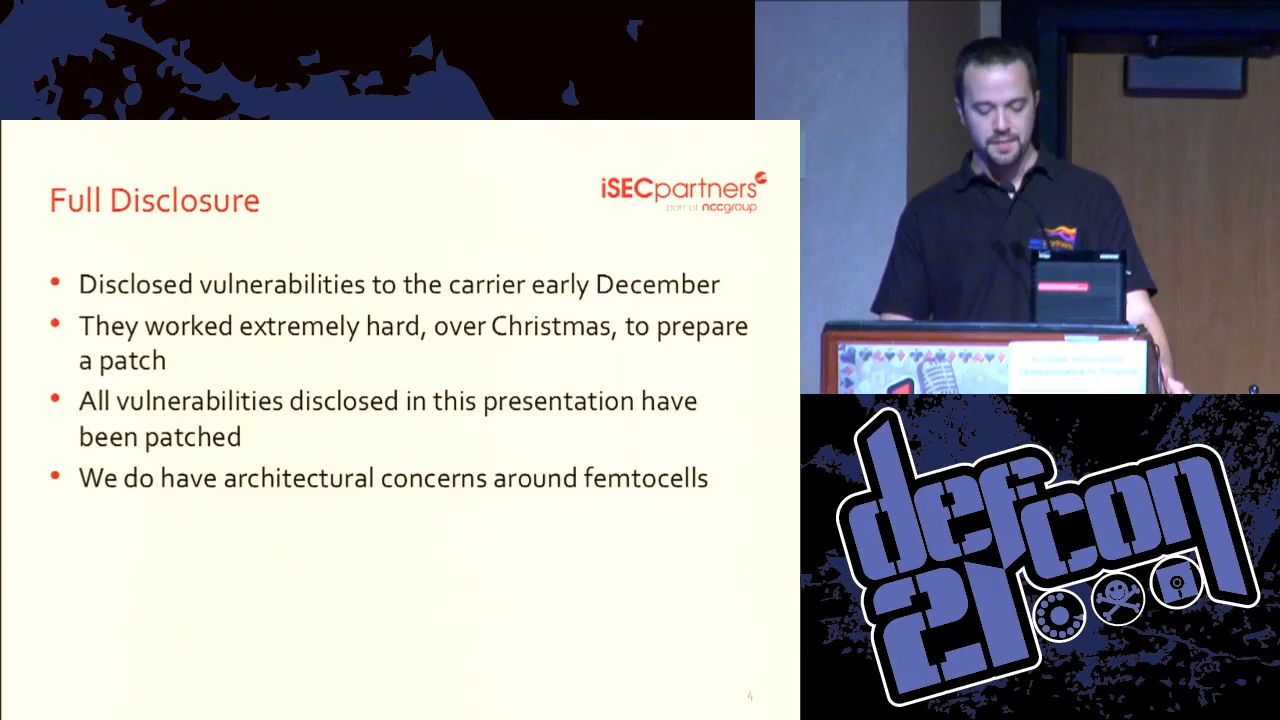 Full Disclosure
iSECpartners
part of nccgroup
• Disclosed vulnerabilities to the carrier early December
• They worked extremely hard, over Christmas, to prepare
a patch
• All vulnerabilities disclosed in this presentation have
been patched
• We do have architectural concerns around femtocells
4
defcon
21